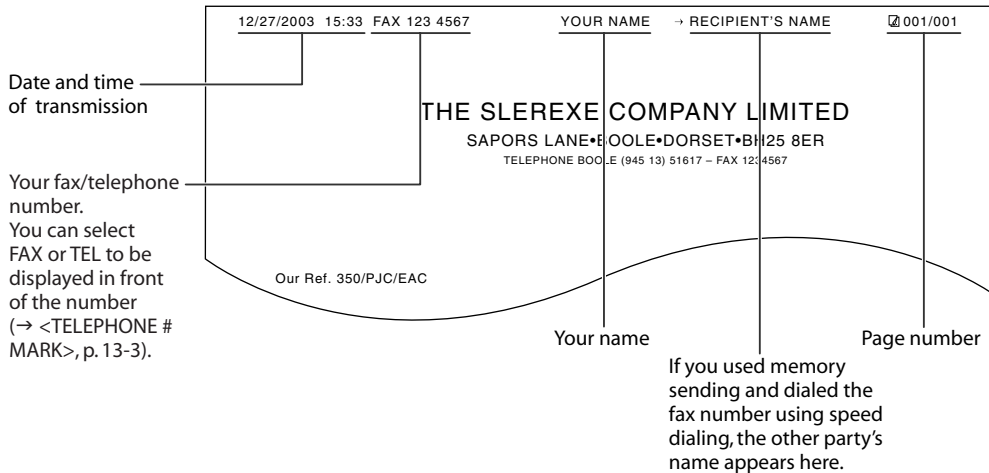 12/27/2003 15:33 FAX 123 4567 YOUR NAME → RECIPIENT'S NAME 001/001
Date and time
of transmission
THE SLEREXE COMPANY LIMITED
SAPORS LANE•BOOLE•DORSET•BH25 8ER
TELEPHONE BOOLE (945 13) 51617 – FAX 1234567
Your fax/telephone
number.
You can select
FAX or TEL to be
displayed in front
of the number
(→ <TELEPHONE #
MARK>, p. 13-3).
Our Ref. 350/PJC/EAC
Your name
Page number
If you used memory
sending and dialed the
fax number using speed
dialing, the other party's
name appears here.